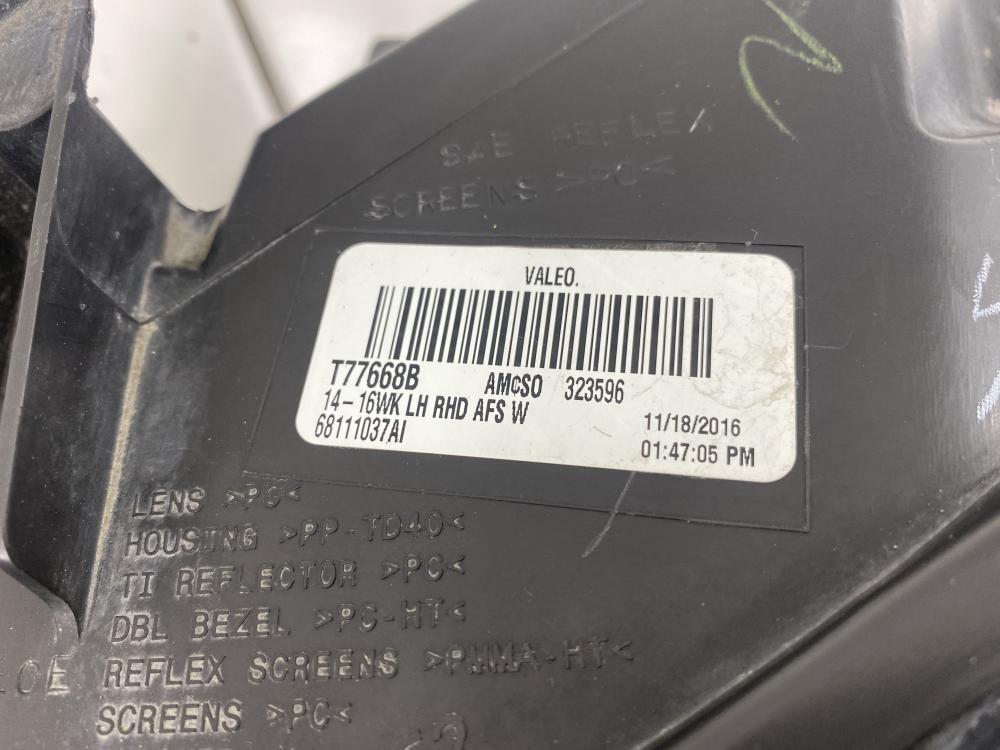 SAE REFLEX
SCREENS >PC<
VALEO.
T77668B AM¢SO 323596
14-16WK LH RHD AFS W 11/18/2016
68111037AI 01:47:05 PM
LENS >PC<
HOUSING >PP-TD40<
TI REFLECTOR >PC<
DBL BEZEL >PC-HT<
REFLEX SCREENS >PMMA-HT<
SCREENS >PC<